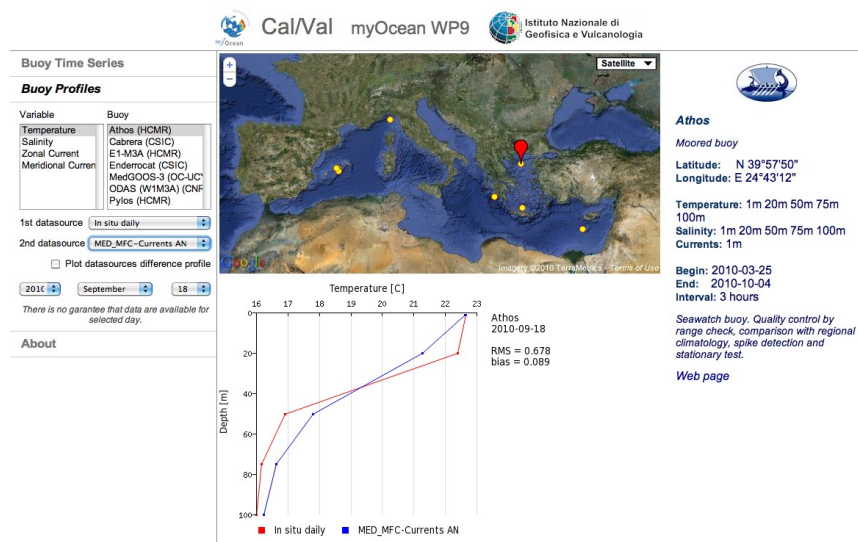 myOcean
Cal/Val myOcean WP9
Istituto Nazionale di
Geofisica e Vulcanologia
Buoy Time Series
Buoy Profiles
Variable
Buoy
Temperature
Salinity
Zonal Current
Meridional Curren
Athos (HCMR)
Cabrera (CSIC)
E1-M3A (HCMR)
Enderrocat (CSIC)
MedGOOS-3 (OC-UCY
ODAS (W1M3A) (CNR
Pylos (HCMR)
1st datasource In situ daily
2nd datasource MED_MFC-Currents AN
Plot datasources difference profile
2010 September 18
There is no garantee that data are available for
selected day.
About
+
−
Satellite
Google
Imagery ©2010 TerraMetrics - Terms of Use
Temperature [C]
16 17 18 19 20 21 22 23
Depth [m]
0
20
40
60
80
100
Athos
2010-09-18
RMS = 0.678
bias = 0.089
In situ daily MED_MFC-Currents AN
Athos
Moored buoy
Latitude: N 39°57'50"
Longitude: E 24°43'12"
Temperature: 1m 20m 50m 75m
100m
Salinity: 1m 20m 50m 75m 100m
Currents: 1m
Begin: 2010-03-25
End: 2010-10-04
Interval: 3 hours
Seawatch buoy. Quality control by
range check, comparison with regional
climatology, spike detection and
stationary test.
Web page